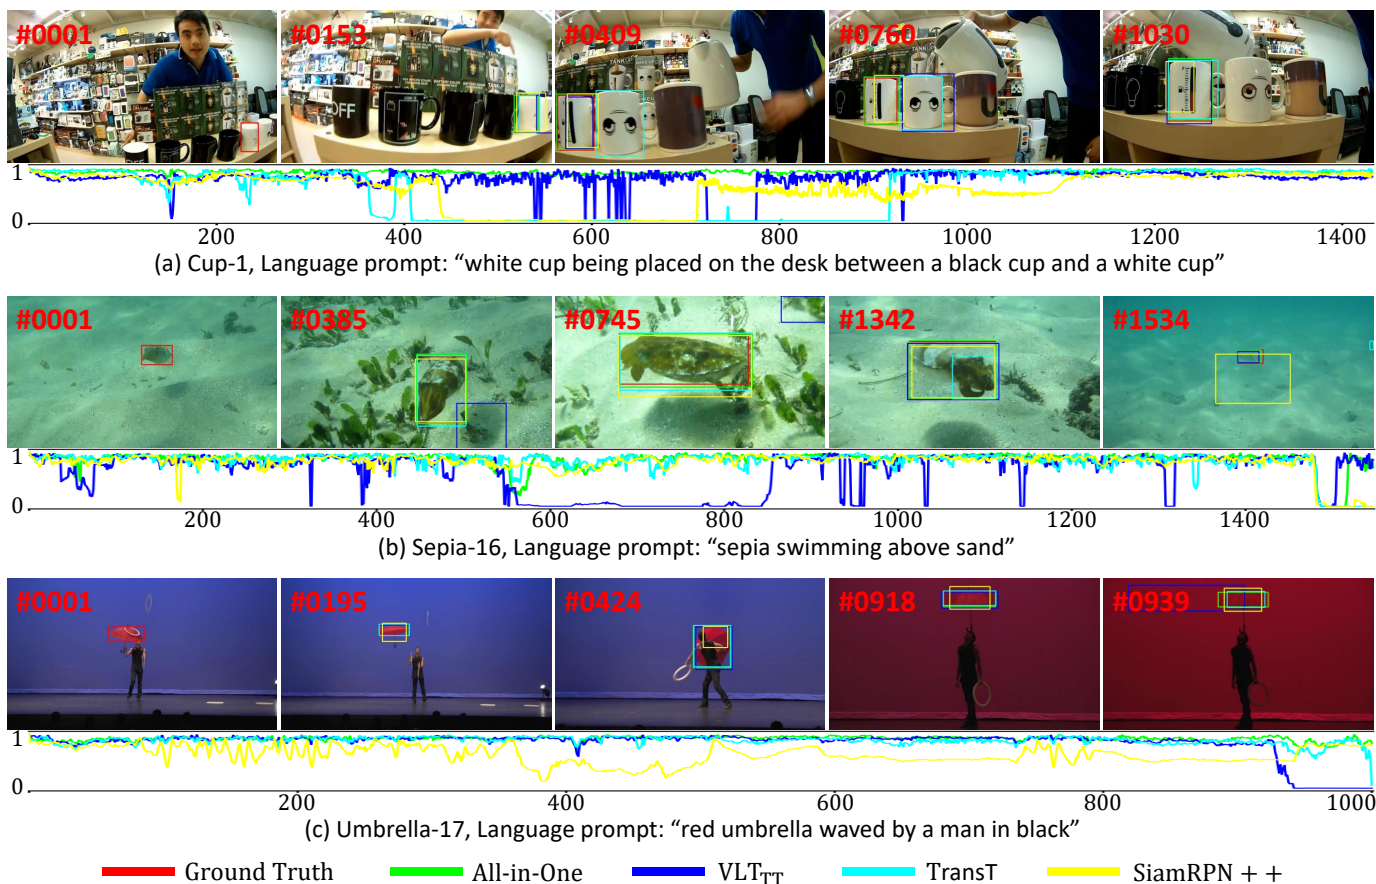 #0001 #0153 #0409 #0760 #1030
OFF
1
0
200 400 600 800 1000 1200 1400
(a) Cup-1, Language prompt: “white cup being placed on the desk between a black cup and a white cup”
#0001 #0385 #0745 #1342 #1534
1
0
200 400 600 800 1000 1200 1400
(b) Sepia-16, Language prompt: “sepia swimming above sand”
#0001 #0195 #0424 #0918 #0939
1
0
200 400 600 800 1000
(c) Umbrella-17, Language prompt: “red umbrella waved by a man in black”
Ground Truth All-in-One VLT_TT TransT SiamRPN + +